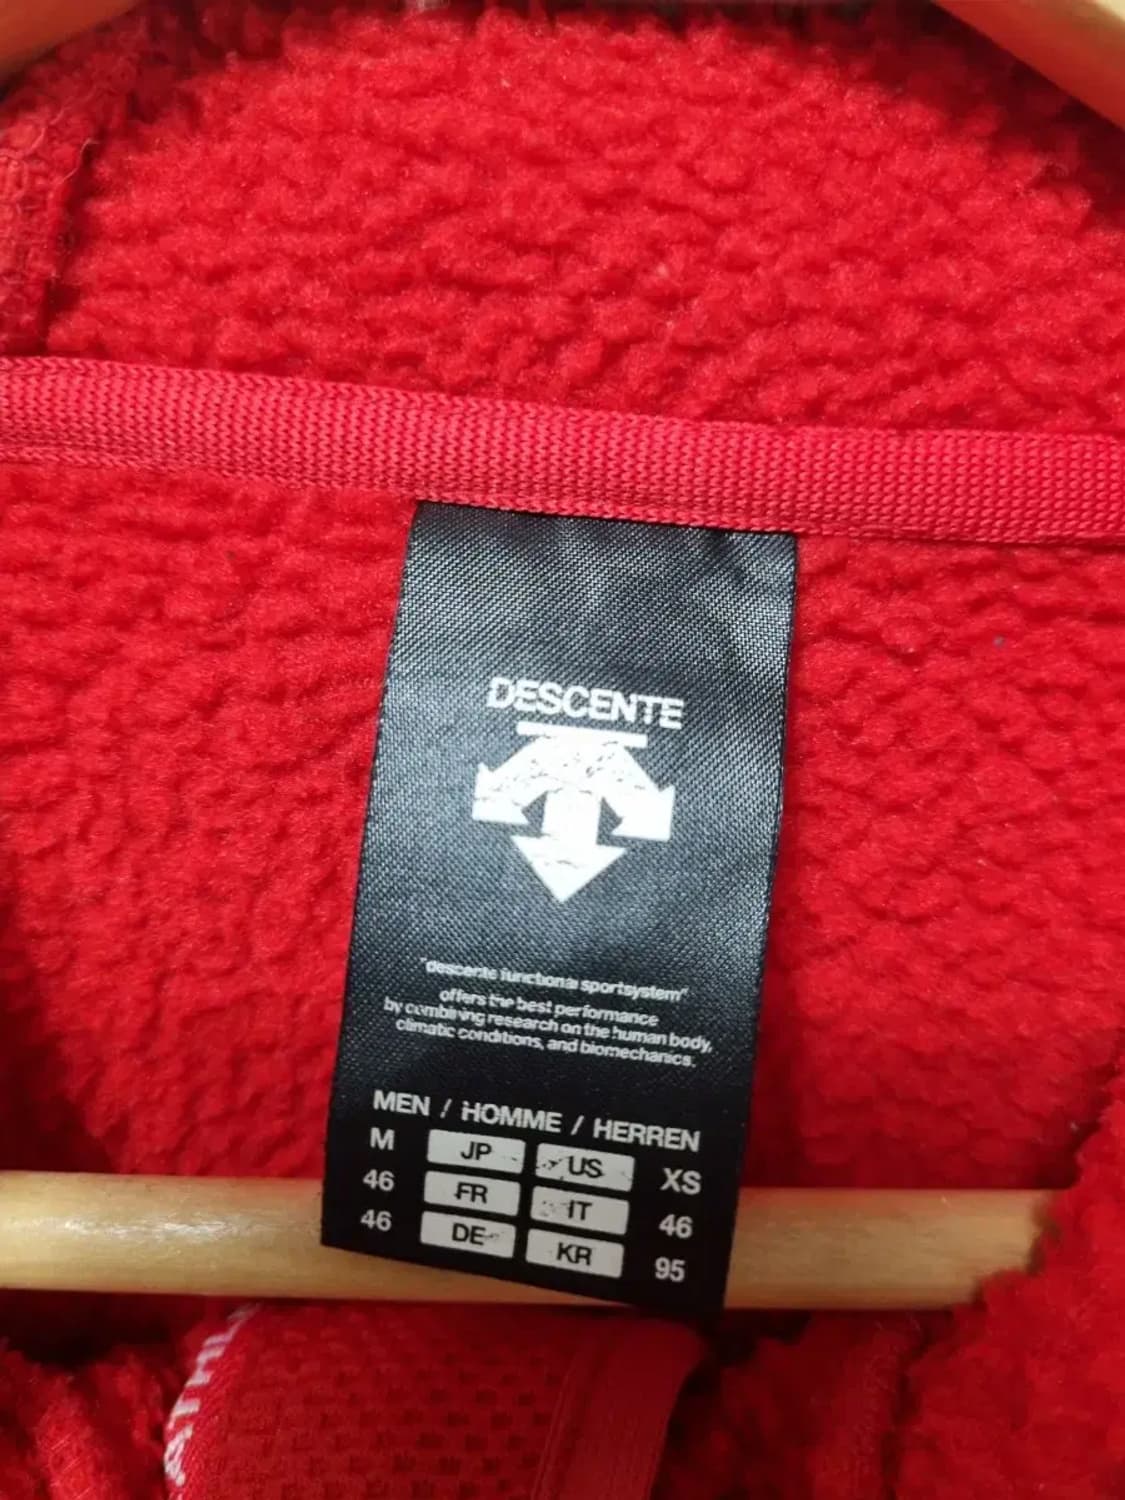 DESCENTE
"descente functional sportsystem"
offers the best performance
by combining research on the human body,
climatic conditions, and biomechanics.
MEN / HOMME / HERREN
M JP US XS
46 FR IT 46
46 DE KR 95
ATHL